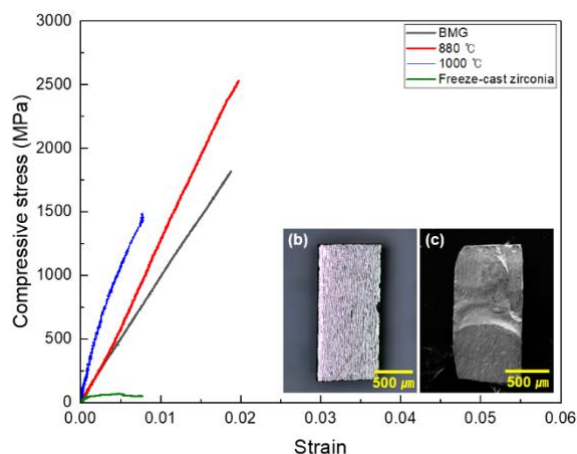 3000
2500
2000
1500
1000
500
0
Compressive stress (MPa)
BMG
880 ℃
1000 ℃
Freeze-cast zirconia
(b)
500 ㎛
(c)
500 ㎛
0.00 0.01 0.02 0.03 0.04 0.05 0.06
Strain